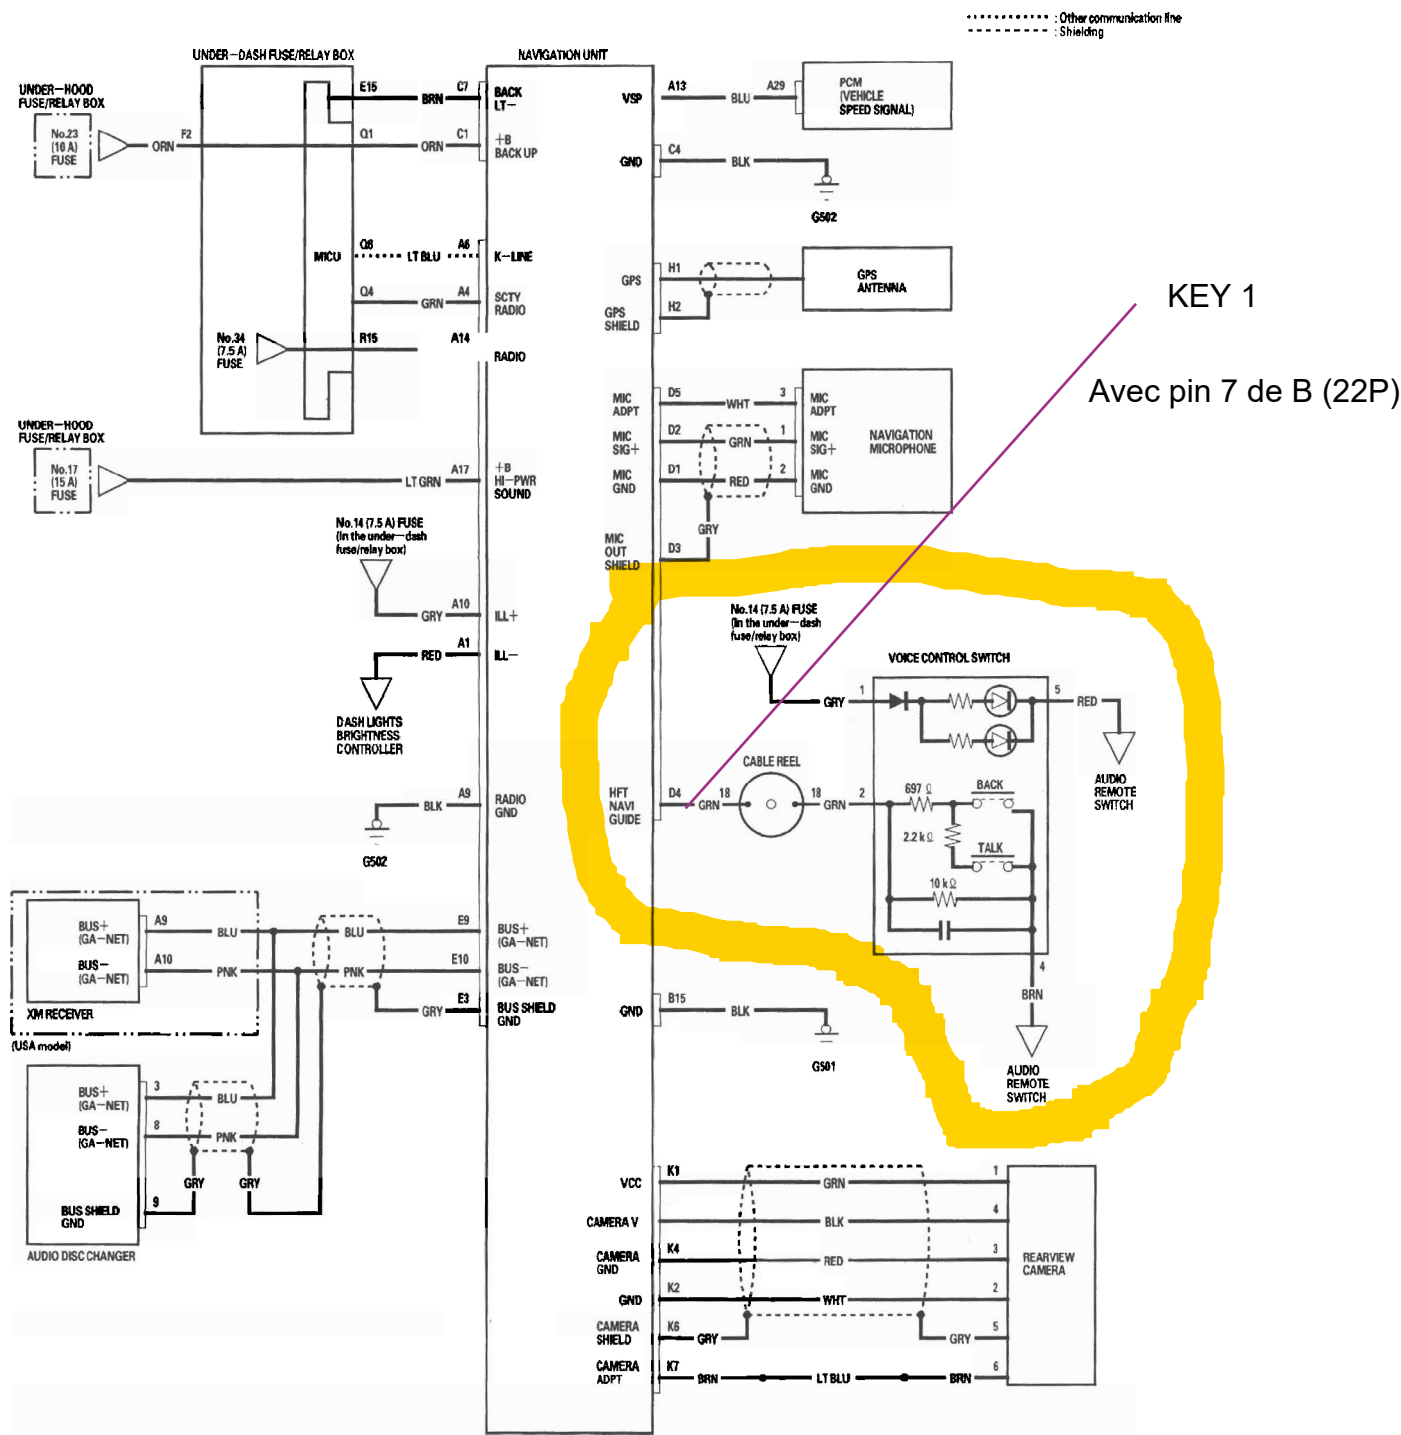 : Other communication line
: Shielding
UNDER-DASH FUSE/RELAY BOX
NAVIGATION UNIT
UNDER-HOOD
FUSE/RELAY BOX
No.23
(10 A)
FUSE
F2
ORN
E15
BRN
C7
BACK
LT-
Q1
ORN
C1
+B
BACK UP
MICU
Q8
LT BLU
A6
K-LINE
Q4
GRN
A4
SCTY
RADIO
No.34
(7.5 A)
FUSE
R15
A14
RADIO
UNDER-HOOD
FUSE/RELAY BOX
No.17
(15 A)
FUSE
LT GRN
A17
+B
HI-PWR
SOUND
No.14 (7.5 A) FUSE
(In the under-dash
fuse/relay box)
GRY
A10
ILL+
RED
A1
ILL-
DASH LIGHTS
BRIGHTNESS
CONTROLLER
BLK
A9
RADIO
GND
G502
BUS+
(GA-NET)
A9
BLU
BLU
E9
BUS+
(GA-NET)
BUS-
(GA-NET)
A10
PNK
PNK
E10
BUS-
(GA-NET)
XM RECEIVER
GRY
E3
BUS SHIELD
GND
(USA model)
BUS+
(GA-NET)
3
BLU
BUS-
(GA-NET)
8
PNK
GRY
GRY
BUS SHIELD
GND
9
AUDIO DISC CHANGER
VSP
A13
BLU
A29
PCM
(VEHICLE
SPEED SIGNAL)
GND
C4
BLK
G502
GPS
H1
GPS
ANTENNA
GPS
SHIELD
H2
KEY 1
Avec pin 7 de B (22P)
MIC
ADPT
D5
WHT
3
MIC
ADPT
MIC
SIG+
D2
GRN
1
MIC
SIG+
NAVIGATION
MICROPHONE
MIC
GND
D1
RED
2
MIC
GND
GRY
MIC
OUT
SHIELD
D3
No.14 (7.5 A) FUSE
(In the under-dash
fuse/relay box)
VOICE CONTROL SWITCH
GRY
1
5
RED
AUDIO
REMOTE
SWITCH
CABLE REEL
HFT
NAVI
GUIDE
D4
GRN
18
18
GRN
2
697 Ω
BACK
2.2 k Ω
TALK
10 k Ω
4
BRN
AUDIO
REMOTE
SWITCH
GND
B15
BLK
G501
VCC
K1
GRN
1
CAMERA V
BLK
4
CAMERA
GND
K4
RED
3
REARVIEW
CAMERA
GND
K2
WHT
2
CAMERA
SHIELD
K6
GRY
GRY
5
CAMERA
ADPT
K7
BRN
LT BLU
BRN
6